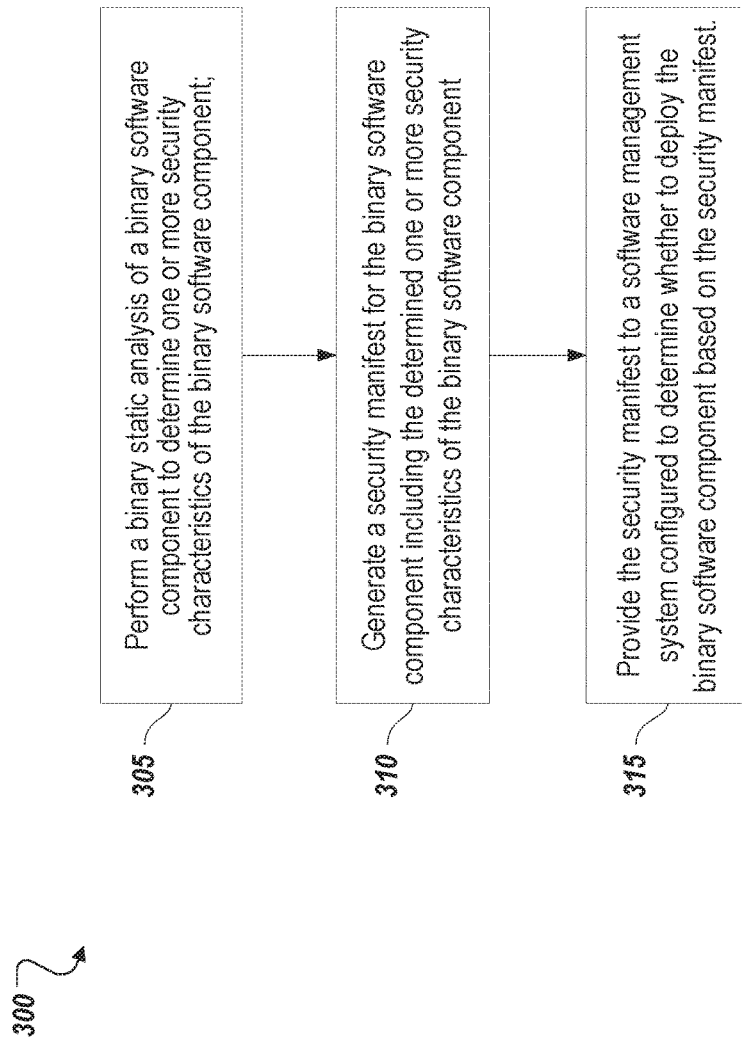 300
305
Perform a binary static analysis of a binary software
component to determine one or more security
characteristics of the binary software component;
310
Generate a security manifest for the binary software
component including the determined one or more security
characteristics of the binary software component
315
Provide the security manifest to a software management
system configured to determine whether to deploy the
binary software component based on the security manifest.